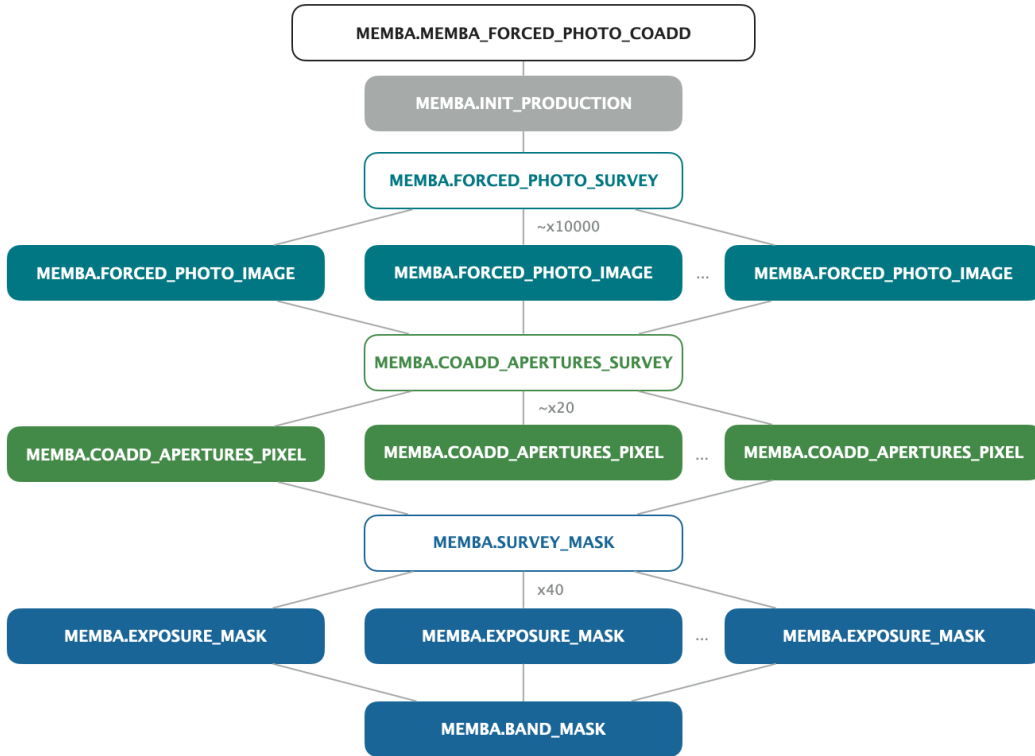 MEMBA.MEMBA_FORCED_PHOTO_COADD
MEMBA.INIT_PRODUCTION
MEMBA.FORCED_PHOTO_SURVEY
~x10000
MEMBA.FORCED_PHOTO_IMAGE
MEMBA.FORCED_PHOTO_IMAGE
...
MEMBA.FORCED_PHOTO_IMAGE
MEMBA.COADD_APERTURES_SURVEY
~x20
MEMBA.COADD_APERTURES_PIXEL
MEMBA.COADD_APERTURES_PIXEL
...
MEMBA.COADD_APERTURES_PIXEL
MEMBA.SURVEY_MASK
x40
MEMBA.EXPOSURE_MASK
MEMBA.EXPOSURE_MASK
...
MEMBA.EXPOSURE_MASK
MEMBA.BAND_MASK